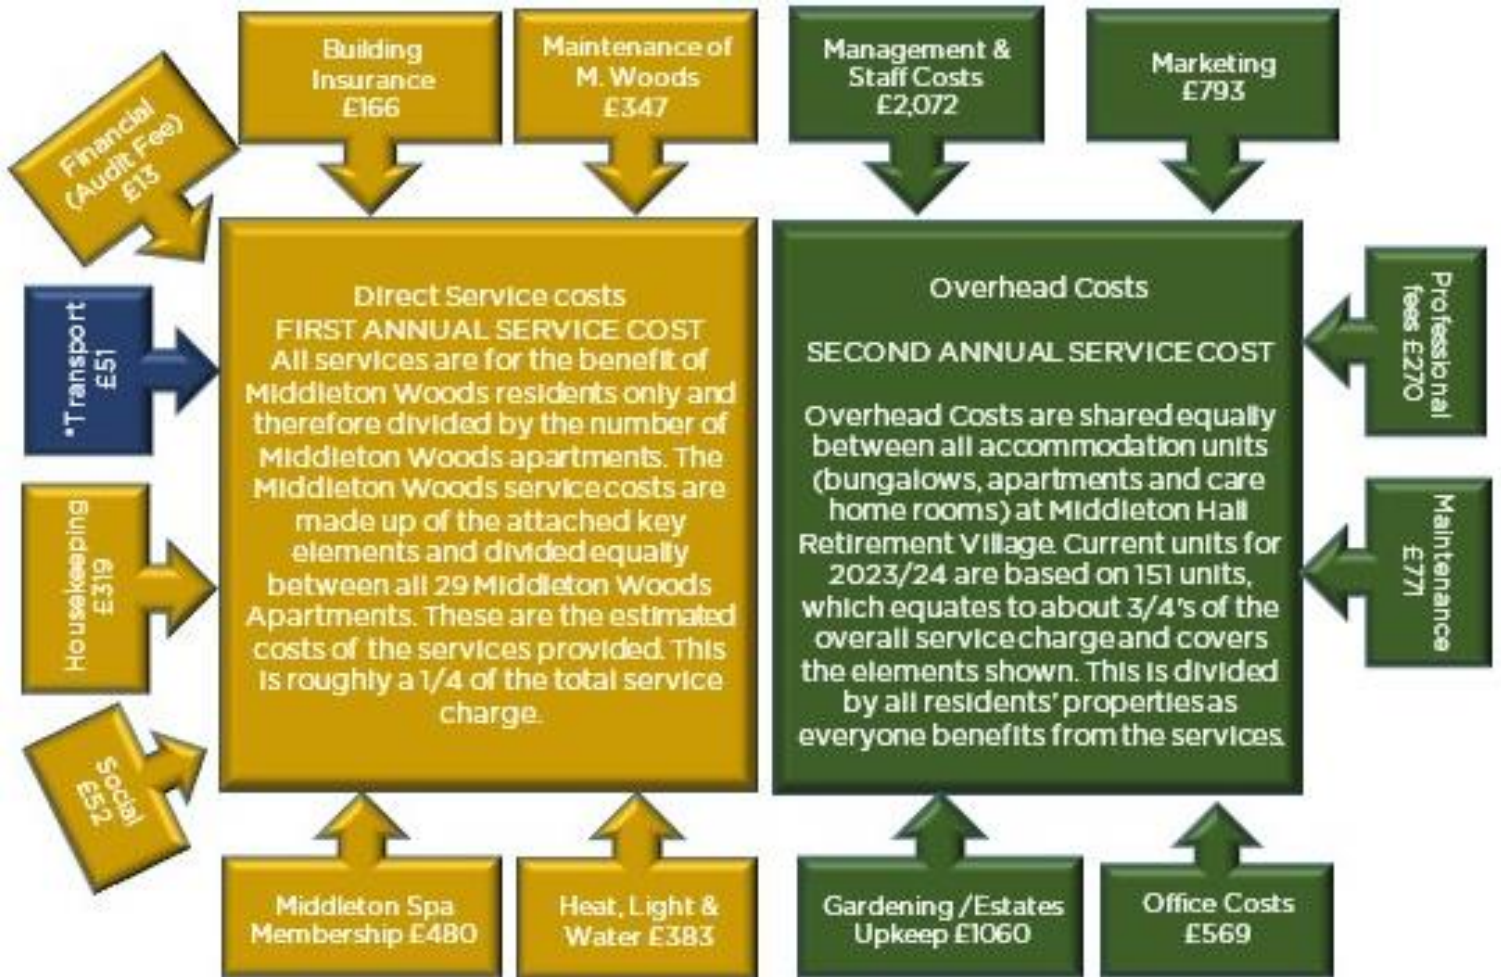 Building
Insurance
£166
Maintenance of
M. Woods
£347
Management &
Staff Costs
£2,072
Marketing
£793
Financial
(Audit Fee)
£13
*Transport
£51
Housekeeping
£319
Social
£52
Direct Service costs
FIRST ANNUAL SERVICE COST
All services are for the benefit of
Middleton Woods residents only and
therefore divided by the number of
Middleton Woods apartments. The
Middleton Woods service costs are
made up of the attached key
elements and divided equally
between all 29 Middleton Woods
Apartments. These are the estimated
costs of the services provided. This
is roughly a 1/4 of the total service
charge.
Overhead Costs
SECOND ANNUAL SERVICE COST
Overhead Costs are shared equally
between all accommodation units
(bungalows, apartments and care
home rooms) at Middleton Hall
Retirement Village. Current units for
2023/24 are based on 151 units,
which equates to about 3/4's of the
overall service charge and covers
the elements shown. This is divided
by all residents' properties as
everyone benefits from the services.
Professional
fees £270
Maintenance
£771
Middleton Spa
Membership £480
Heat, Light &
Water £383
Gardening /Estates
Upkeep £1060
Office Costs
£569